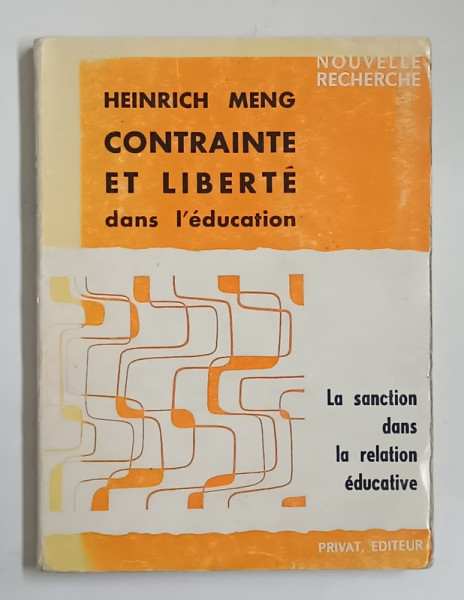 NOUVELLE
RECHERCHE
HEINRICH MENG
CONTRAINTE
ET LIBERTÉ
dans l'éducation
La sanction
dans
la relation
éducative
PRIVAT, EDITEUR